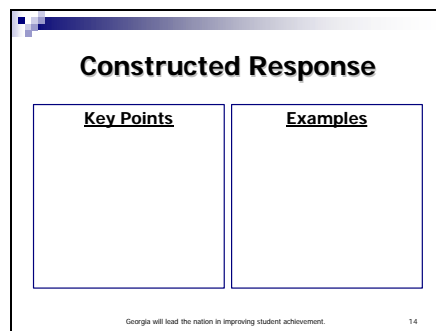 Constructed Response
Key Points
Examples
Georgia will lead the nation in improving student achievement.
14